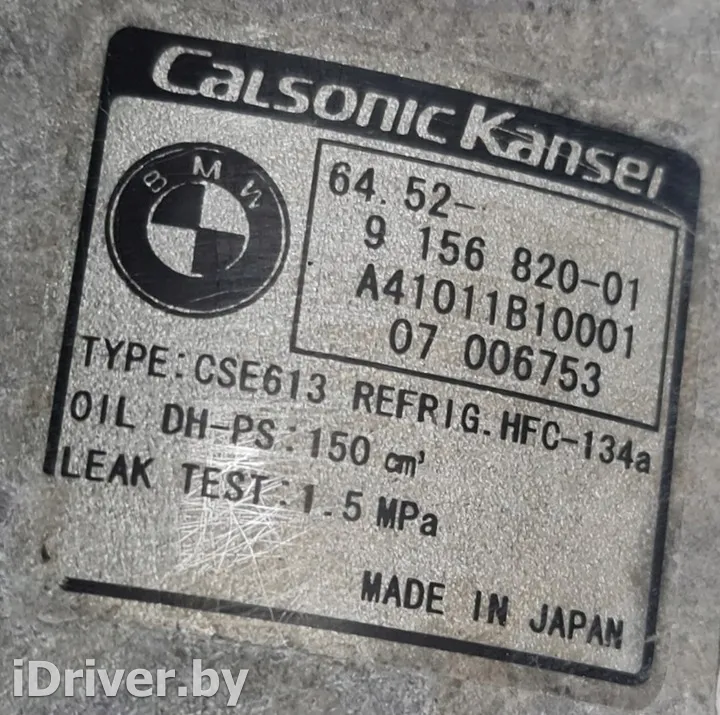 CALSONIC Kansei
BMW
64.52-
9 156 820-01
A41011B10001
07 006753
TYPE:CSE613 REFRIG.HFC-134a
OIL DH-PS:150 cm³
LEAK TEST:1.5 MPa
MADE IN JAPAN
iDriver.by